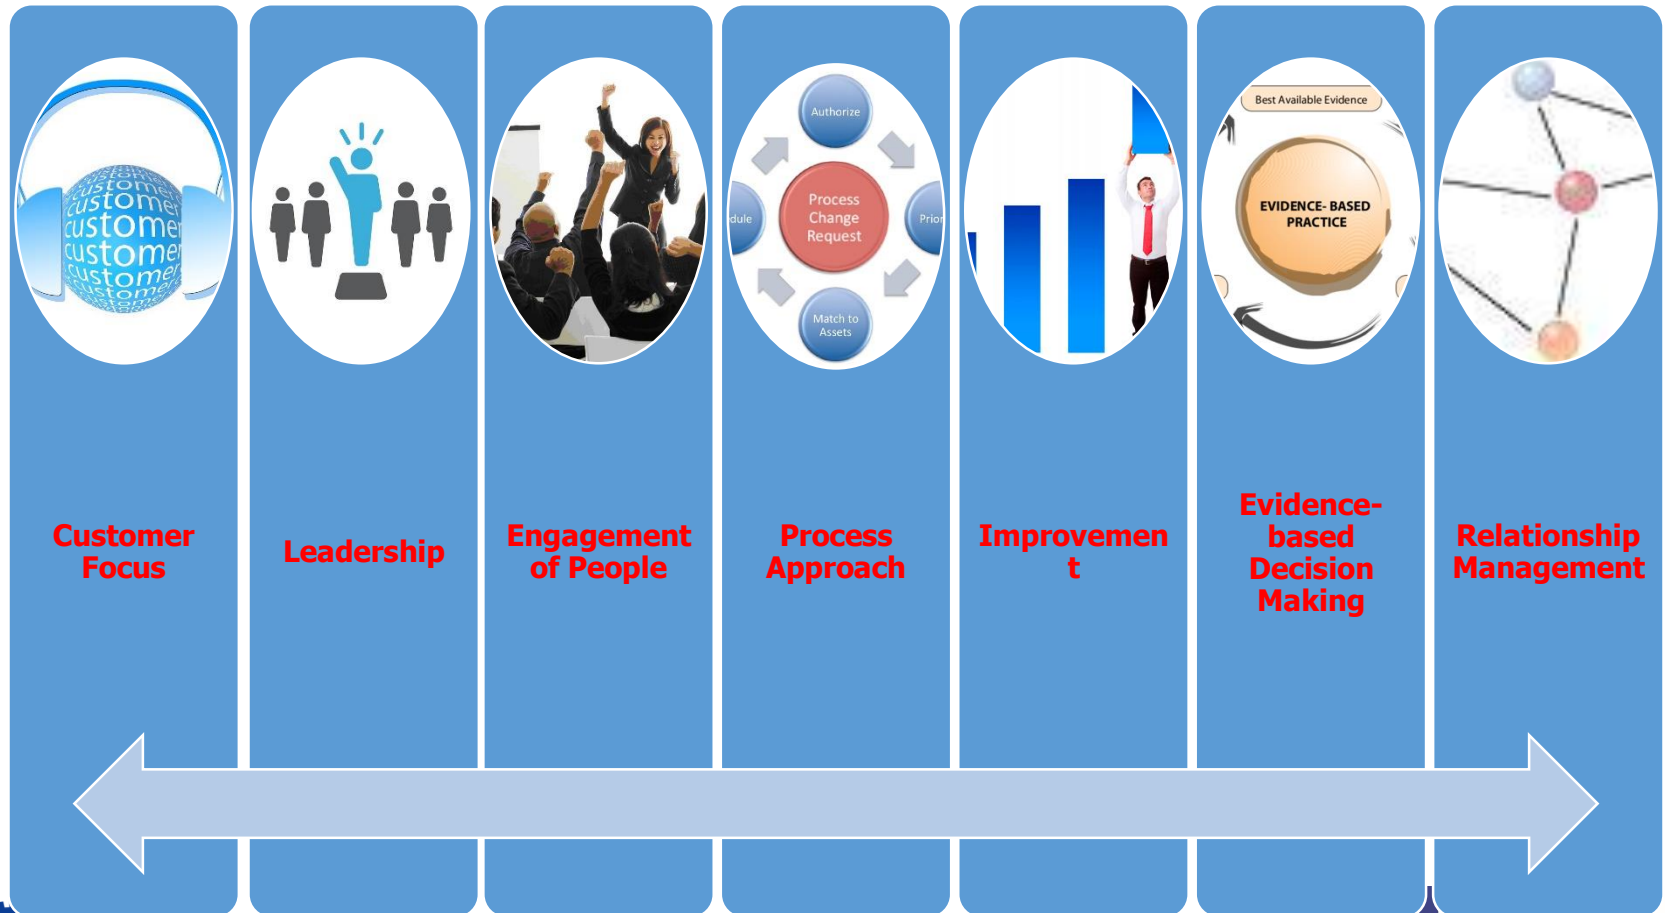 customer
customer
customer
customer
customer
customer
Authorize
Process
Change
Request
dule
Prior
Match to
Assets
Best Available Evidence
EVIDENCE- BASED
PRACTICE
Customer
Focus
Leadership
Engagement
of People
Process
Approach
Improvemen
t
Evidence-
based
Decision
Making
Relationship
Management